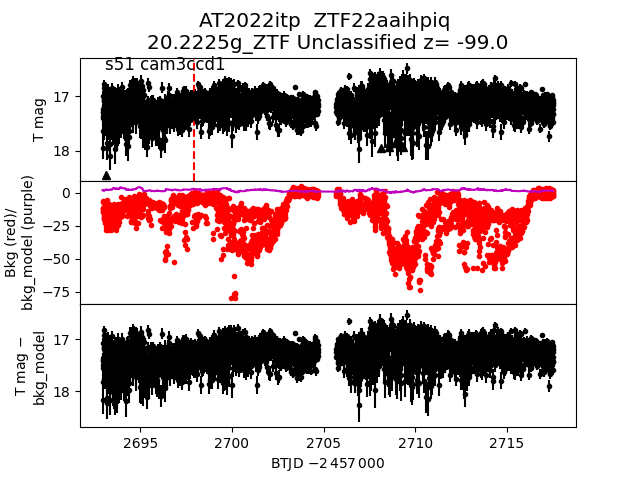 AT2022itp  ZTF22aaihpiq
20.2225g_ZTF Unclassified z= -99.0
s51 cam3ccd1
T mag
17
18
Bkg (red)/
bkg_model (purple)
0
−25
−50
−75
T mag −
bkg_model
17
18
2695
2700
2705
2710
2715
BTJD −2 457 000